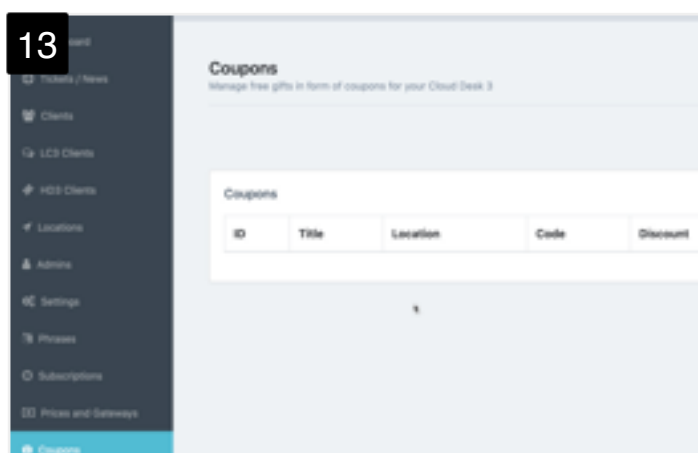 13
Tickets / News
Clients
LC3 Clients
HD3 Clients
Locations
Admins
Settings
Phrases
Subscriptions
Prices and Gateways
Coupons
Coupons
Manage free gifts in form of coupons for your Cloud Desk 3
Coupons
ID Title Location Code Discount